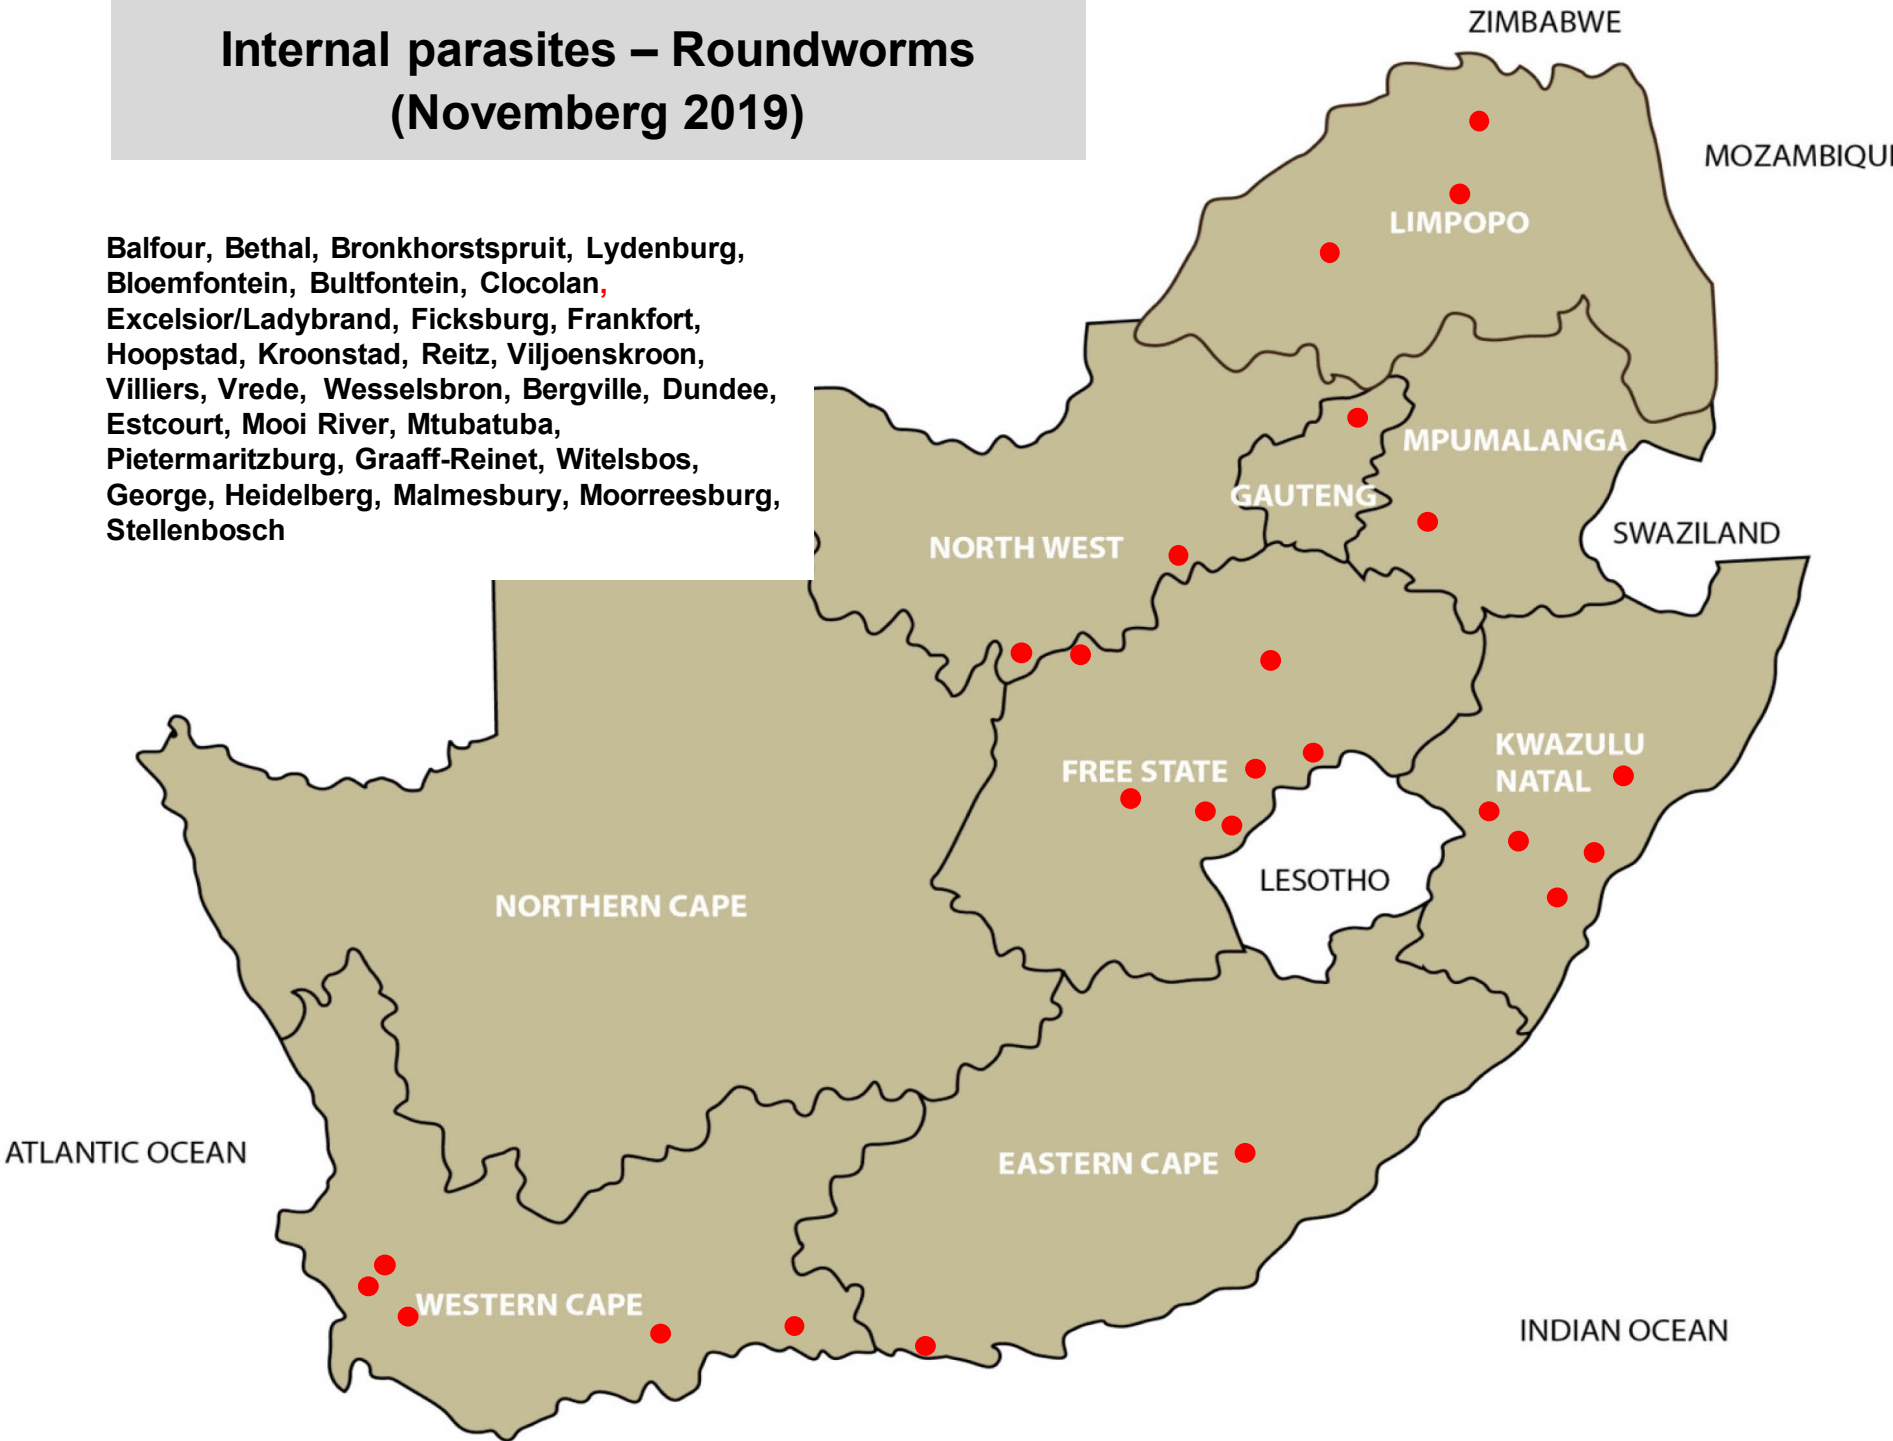 Internal parasites – Roundworms
(Novemberg 2019)
Balfour, Bethal, Bronkhorstspruit, Lydenburg,
Bloemfontein, Bultfontein, Clocolan,
Excelsior/Ladybrand, Ficksburg, Frankfort,
Hoopstad, Kroonstad, Reitz, Viljoenskroon,
Villiers, Vrede, Wesselsbron, Bergville, Dundee,
Estcourt, Mooi River, Mtubatuba,
Pietermaritzburg, Graaff-Reinet, Witelsbos,
George, Heidelberg, Malmesbury, Moorreesburg,
Stellenbosch
ZIMBABWE
MOZAMBIQUE
LIMPOPO
MPUMALANGA
GAUTENG
SWAZILAND
NORTH WEST
KWAZULU
NATAL
FREE STATE
LESOTHO
NORTHERN CAPE
ATLANTIC OCEAN
EASTERN CAPE
WESTERN CAPE
INDIAN OCEAN